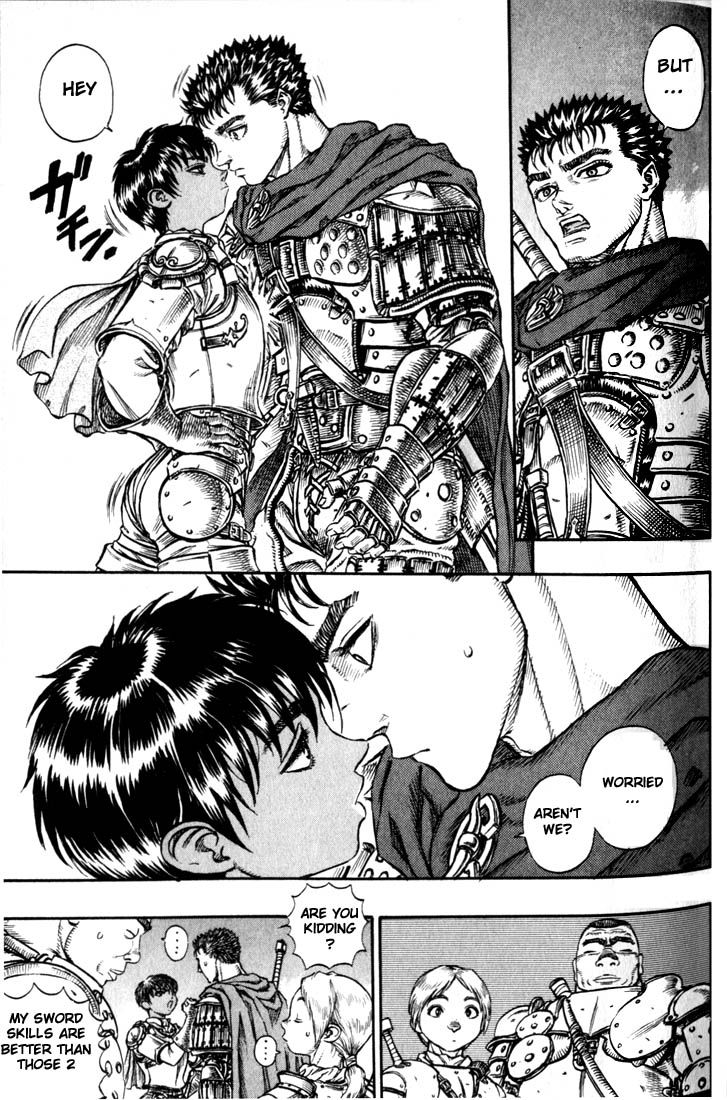 BUT
...
HEY
ガチン.
WORRIED
...
AREN'T
WE?
ARE YOU
KIDDING
?
...
...
MY SWORD
SKILLS ARE
BETTER THAN
THOSE 2